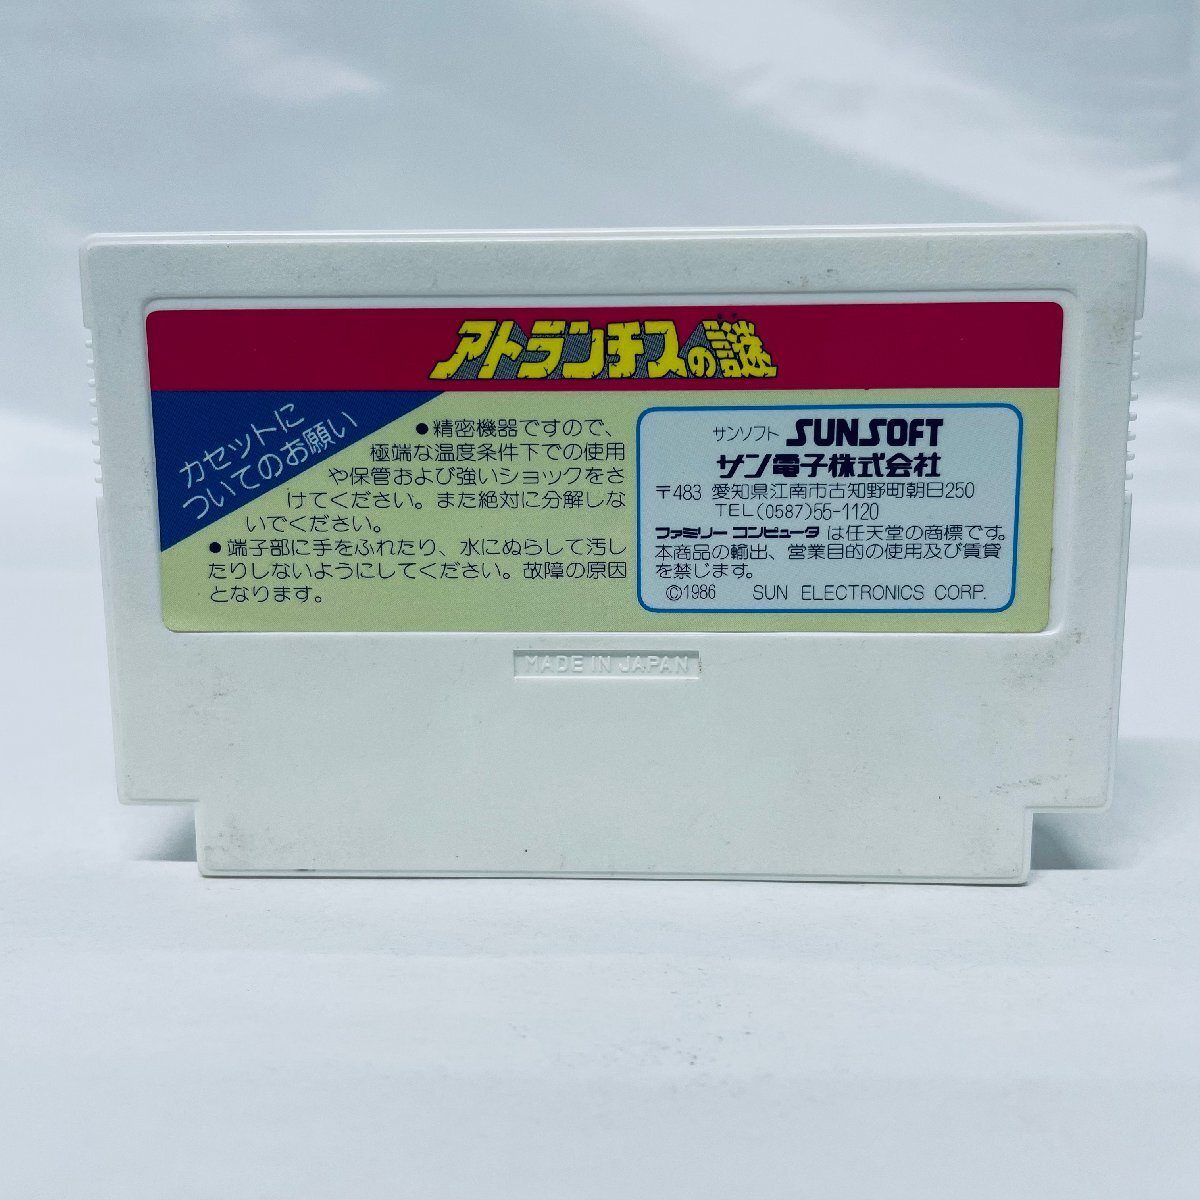 アトランチスの謎
カセットに
ついてのお願い
●精密機器ですので、
極端な温度条件下での使用
や保管および強いショックをさ
けてください。また絶対に分解しな
いでください。
●端子部に手をふれたり、水にぬらして汚し
たりしないようにしてください。故障の原因
となります。
サンソフト SUNSOFT
サン電子株式会社
〒483 愛知県江南市古知野町朝日250
TEL(0587)55-1120
ファミリーコンピュータは任天堂の商標です。
本商品の輸出、営業目的の使用及び賃貸
を禁じます。
©1986 SUN ELECTRONICS CORP.
MADE IN JAPAN